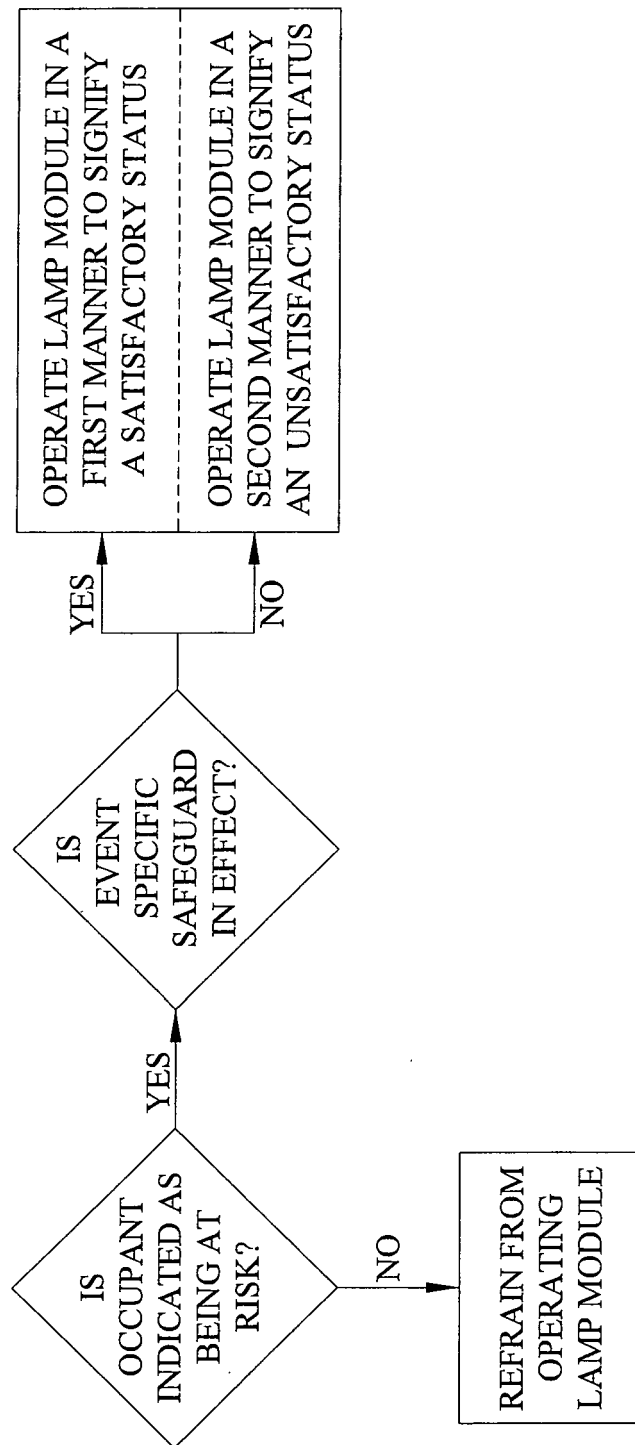 IS
OCCUPANT
INDICATED AS
BEING AT
RISK?
YES
NO
REFRAIN FROM
OPERATING
LAMP MODULE
IS
EVENT
SPECIFIC
SAFEGUARD
IN EFFECT?
YES
NO
OPERATE LAMP MODULE IN A
FIRST MANNER TO SIGNIFY
A SATISFACTORY STATUS
OPERATE LAMP MODULE IN A
SECOND MANNER TO SIGNIFY
AN UNSATISFACTORY STATUS